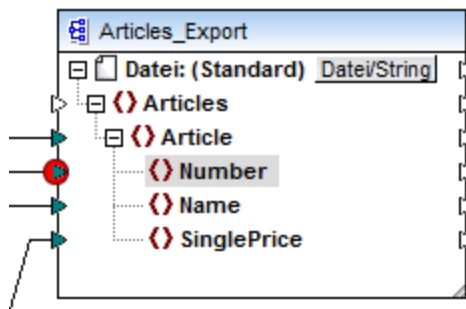 Articles_Export
Datei: (Standard) Datei/String
Articles
Article
Number
Name
SinglePrice